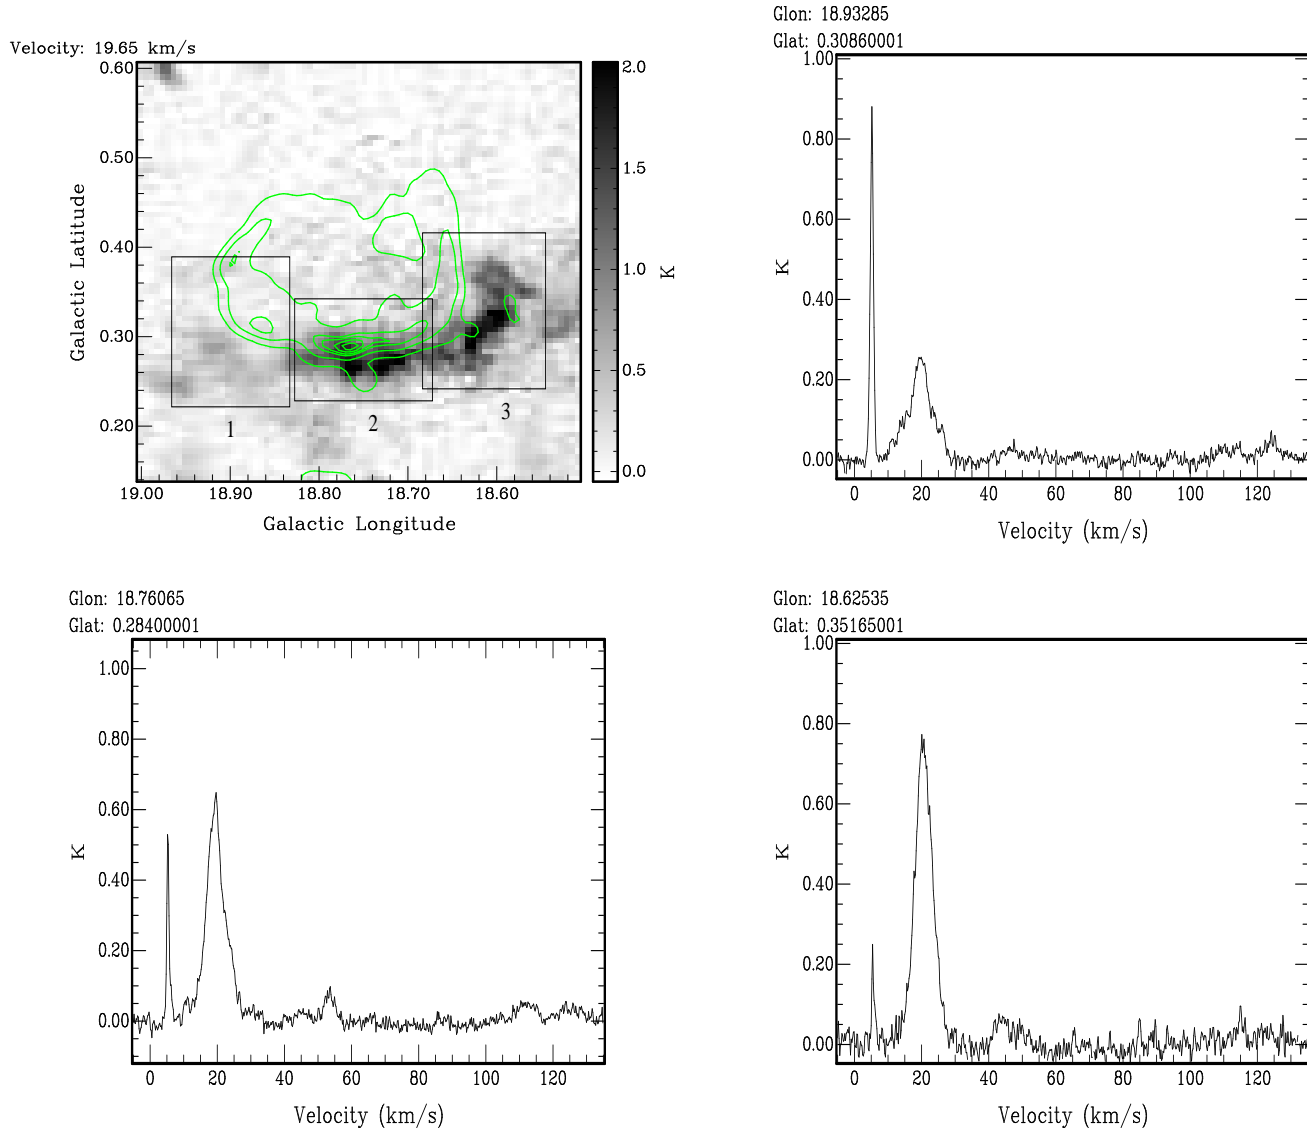 Velocity: 19.65 km/s
0.60
0.50
0.40
0.30
0.20
Galactic Latitude
19.00 18.90 18.80 18.70 18.60
Galactic Longitude
1
2
3
2.0
1.5
1.0
0.5
0.0
K
Glon: 18.93285
Glat: 0.30860001
1.00
0.80
0.60
0.40
0.20
0.00
K
0 20 40 60 80 100 120
Velocity (km/s)
Glon: 18.76065
Glat: 0.28400001
1.00
0.80
0.60
0.40
0.20
0.00
K
0 20 40 60 80 100 120
Velocity (km/s)
Glon: 18.62535
Glat: 0.35165001
1.00
0.80
0.60
0.40
0.20
0.00
K
0 20 40 60 80 100 120
Velocity (km/s)